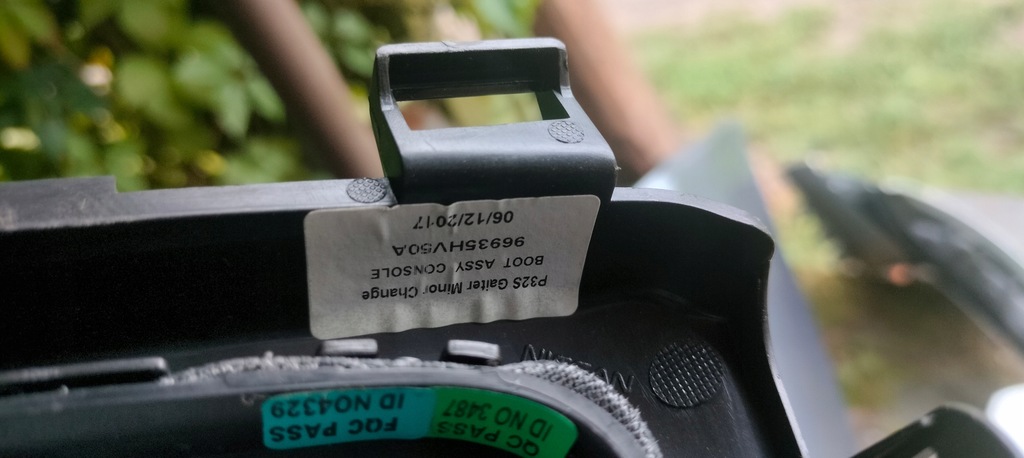 P32S Gaiter Minor Change
BOOT ASSY CONSOLE
96935HV50A
06/12/2017
NISSAN
QC PASS
ID NO 3487
FQC PASS
ID NO4329